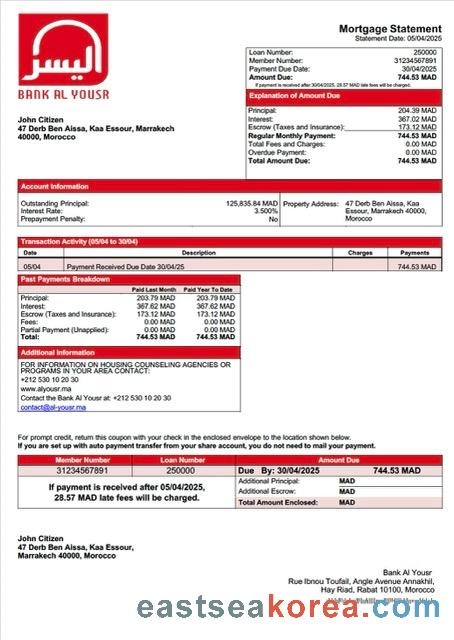 Mortgage Statement
Statement Date: 05/04/2025
اليسر
BANK AL YOUSR
Loan Number: 250000
Member Number: 31234567891
Payment Due Date: 30/04/2025
Amount Due: 744.53 MAD
If payment is received after 30/04/2025, 28.57 MAD late fees will be charged.
Explanation of Amount Due
Principal: 204.39 MAD
Interest: 367.02 MAD
Escrow (Taxes and Insurance): 173.12 MAD
Regular Monthly Payment: 744.53 MAD
Total Fees and Charges: 0.00 MAD
Overdue Payment: 0.00 MAD
Total Amount Due: 744.53 MAD
John Citizen
47 Derb Ben Aissa, Kaa Essour, Marrakech
40000, Morocco
Account Information
Outstanding Principal: 125,835.84 MAD
Interest Rate: 3.500%
Prepayment Penalty: No
Property Address: 47 Derb Ben Aissa, Kaa
Essour, Marrakech 40000,
Morocco
Transaction Activity (05/04 to 30/04)
Date Description Charges Payments
05/04 Payment Received Due Date 30/04/25 744.53 MAD
Past Payments Breakdown
Paid Last Month Paid Year To Date
Principal: 203.79 MAD 203.79 MAD
Interest: 367.62 MAD 367.62 MAD
Escrow (Taxes and Insurance): 173.12 MAD 173.12 MAD
Fees: 0.00 MAD 0.00 MAD
Partial Payment (Unapplied): 0.00 MAD 0.00 MAD
Total: 744.53 MAD 744.53 MAD
Additional Information
FOR INFORMATION ON HOUSING COUNSELING AGENCIES OR
PROGRAMS IN YOUR AREA CONTACT:
+212 530 10 20 30
www.alyousr.ma
Contact the Bank Al Yousr at: +212 530 10 20 30
contact@al-yousr.ma
For prompt credit, return this coupon with your check in the enclosed envelope to the location shown below.
If you are set up with auto payment transfer from your share account, you do not need to mail your payment.
Member Number Loan Number Amount Due
31234567891 250000 Due By: 30/04/2025 744.53 MAD
If payment is received after 05/04/2025,
28.57 MAD late fees will be charged.
Additional Principal: MAD
Additional Escrow: MAD
Total Amount Enclosed: MAD
John Citizen
47 Derb Ben Aissa, Kaa Essour,
Marrakech 40000, Morocco
Bank Al Yousr
Rue Ibnou Toufail, Angle Avenue Annakhil,
Hay Riad, Rabat 10100, Morocco
eastseakorea.com